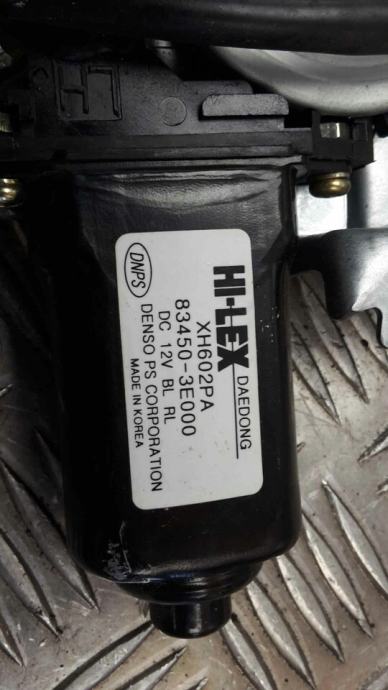 HI-LEX DAEDONG
XH602PA
83450-3E000
DC 12V BL RL
DENSO PS CORPORATION
MADE IN KOREA
DNPS